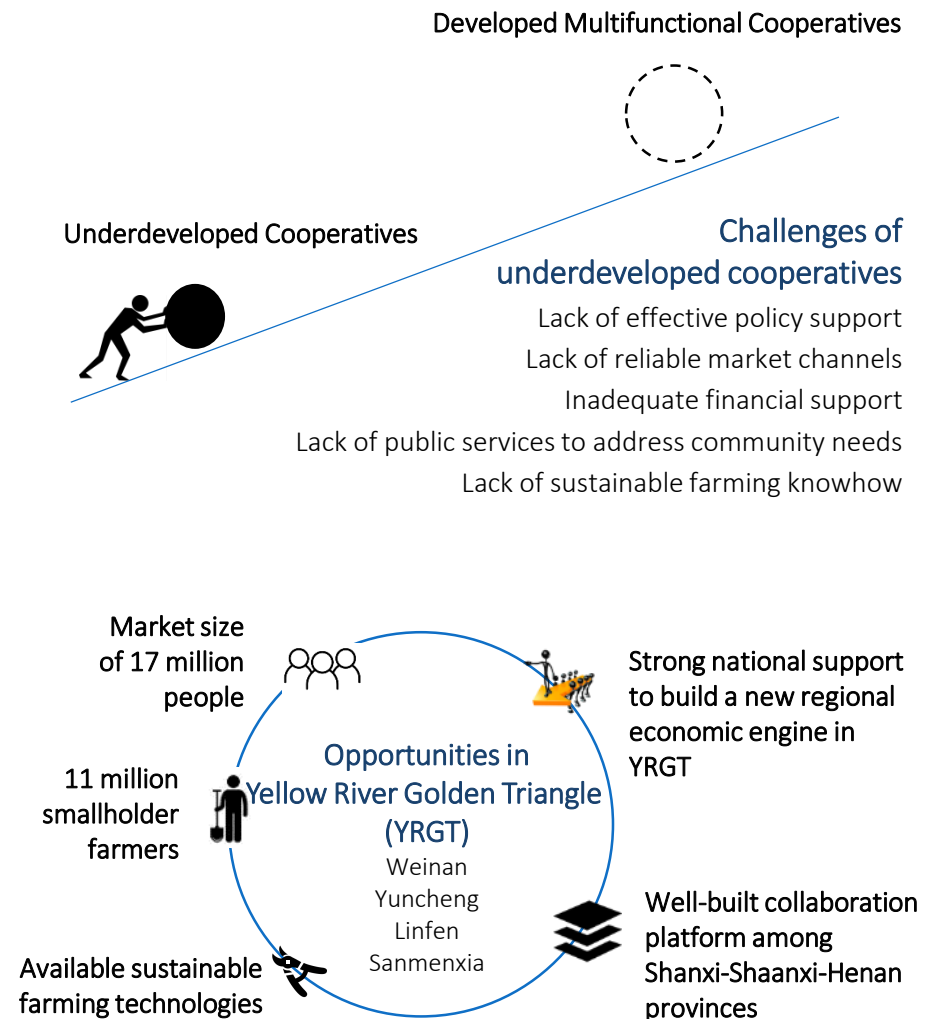 Developed Multifunctional Cooperatives
Underdeveloped Cooperatives
Challenges of
underdeveloped cooperatives
Lack of effective policy support
Lack of reliable market channels
Inadequate financial support
Lack of public services to address community needs
Lack of sustainable farming knowhow
Market size
of 17 million
people
Strong national support
to build a new regional
economic engine in
YRGT
11 million
smallholder
farmers
Opportunities in
Yellow River Golden Triangle
(YRGT)
Weinan
Yuncheng
Linfen
Sanmenxia
Available sustainable
farming technologies
Well-built collaboration
platform among
Shanxi-Shaanxi-Henan
provinces